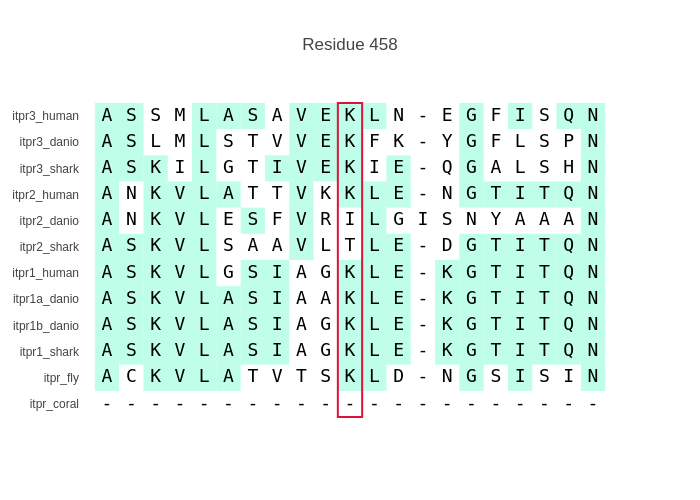 Residue 458
itpr3_human A S S M L A S A V E K L N - E G F I S Q N
itpr3_danio A S L M L S T V V E K F K - Y G F L S P N
itpr3_shark A S K I L G T I V E K I E - Q G A L S H N
itpr2_human A N K V L A T T V K K L E - N G T I T Q N
itpr2_danio A N K V L E S F V R I L G I S N Y A A A N
itpr2_shark A S K V L S A A V L T L E - D G T I T Q N
itpr1_human A S K V L G S I A G K L E - K G T I T Q N
itpr1a_danio A S K V L A S I A A K L E - K G T I T Q N
itpr1b_danio A S K V L A S I A G K L E - K G T I T Q N
itpr1_shark A S K V L A S I A G K L E - K G T I T Q N
itpr_fly A C K V L A T V T S K L D - N G S I S I N
itpr_coral - - - - - - - - - - - - - - - - - - - - -